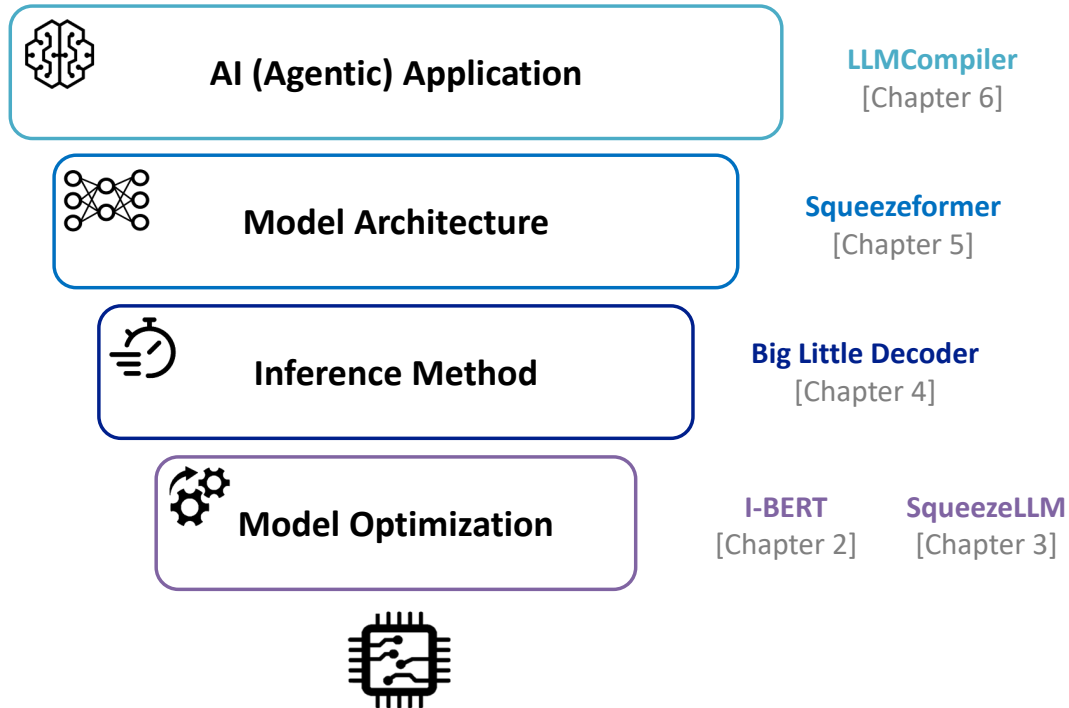 AI (Agentic) Application
LLMCompiler
[Chapter 6]
Model Architecture
Squeezeformer
[Chapter 5]
Inference Method
Big Little Decoder
[Chapter 4]
Model Optimization
I-BERT
[Chapter 2]
SqueezeLLM
[Chapter 3]